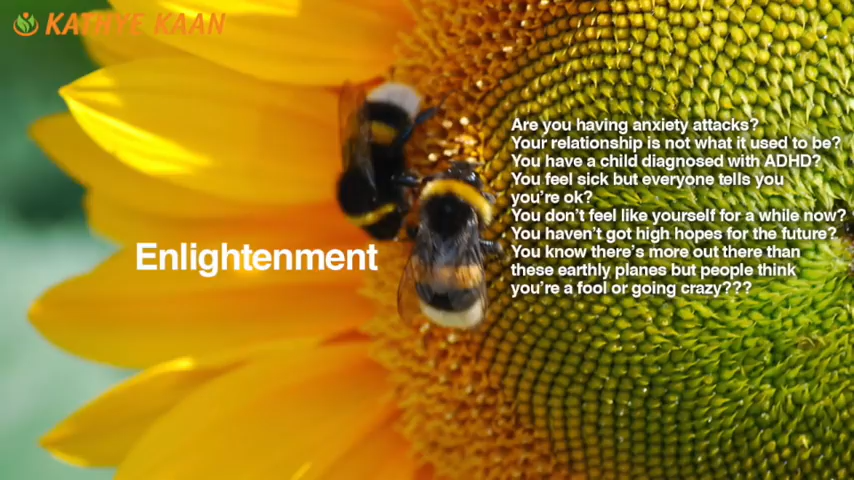 KATHYE KAAN
Are you having anxiety attacks?
Your relationship is not what it used to be?
You have a child diagnosed with ADHD?
You feel sick but everyone tells you
you're ok?
You don't feel like yourself for a while now?
You haven't got high hopes for the future?
You know there's more out there than
these earthly planes but people think
you're a fool or going crazy???
Enlightenment